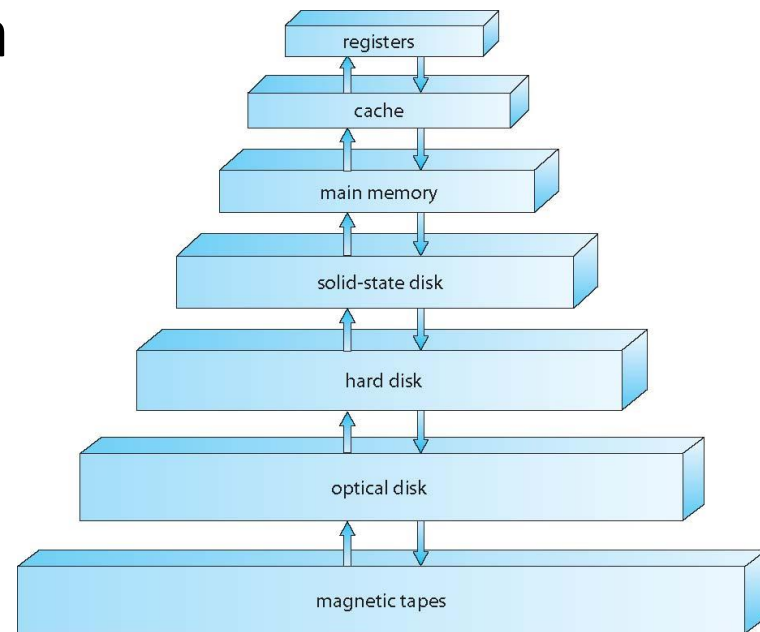 registers
cache
main memory
solid-state disk
hard disk
optical disk
magnetic tapes